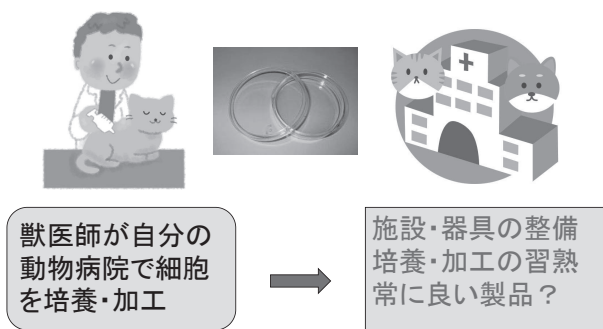 獣医師が自分の
動物病院で細胞
を培養・加工
施設・器具の整備
培養・加工の習熟
常に良い製品？